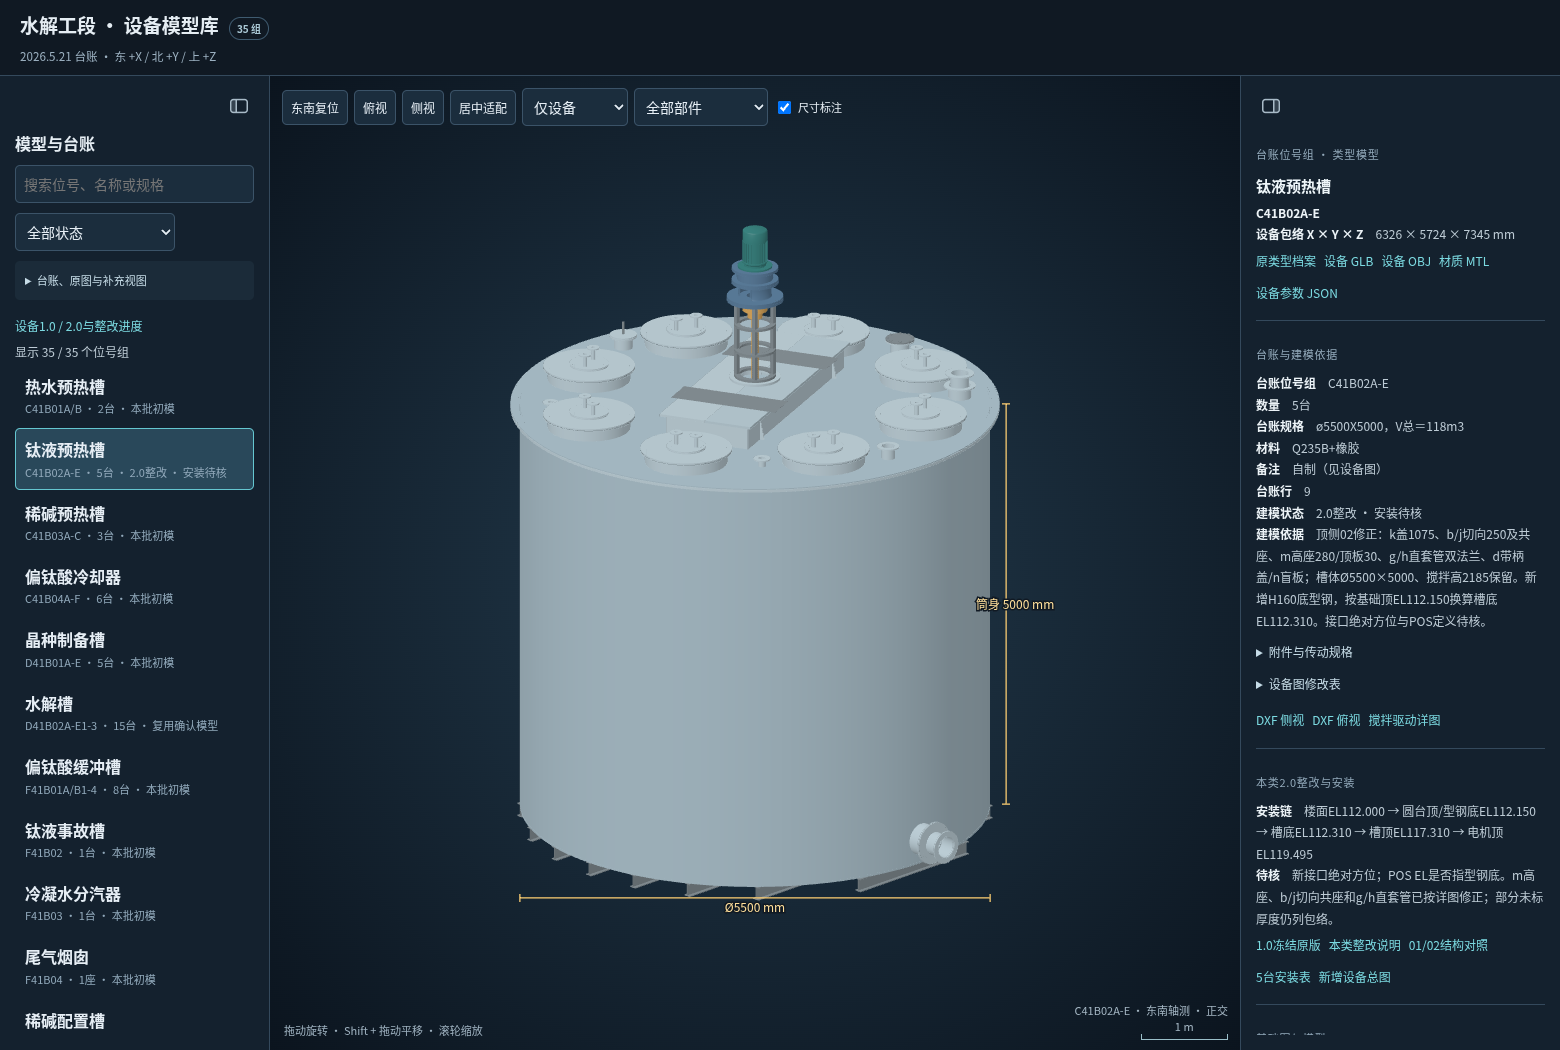 水解工段 · 设备模型库 35 组
2026.5.21 台账 · 东 +X / 北 +Y / 上 +Z
模型与台账
搜索位号、名称或规格
全部状态
▶ 台账、原图与补充视图
设备1.0 / 2.0与整改进度
显示 35 / 35 个位号组
热水预热槽
C41B01A/B · 2台 · 本批初模
钛液预热槽
C41B02A-E · 5台 · 2.0整改 · 安装待核
稀碱预热槽
C41B03A-C · 3台 · 本批初模
偏钛酸冷却器
C41B04A-F · 6台 · 本批初模
晶种制备槽
D41B01A-E · 5台 · 本批初模
水解槽
D41B02A-E1-3 · 15台 · 复用确认模型
偏钛酸缓冲槽
F41B01A/B1-4 · 8台 · 本批初模
钛液事故槽
F41B02 · 1台 · 本批初模
冷凝水分汽器
F41B03 · 1台 · 本批初模
尾气烟囱
F41B04 · 1座 · 本批初模
稀碱配置槽
东南复位 俯视 侧视 居中适配 仅设备 全部部件 尺寸标注
筒身 5000 mm
Ø5500 mm
拖动旋转 · Shift + 拖动平移 · 滚轮缩放
C41B02A-E · 东南轴测 · 正交
1 m
台账位号组 · 类型模型
钛液预热槽
C41B02A-E
设备包络 X × Y × Z 6326 × 5724 × 7345 mm
原类型档案 设备 GLB 设备 OBJ 材质 MTL
设备参数 JSON
台账与建模依据
台账位号组 C41B02A-E
数量 5台
台账规格 ø5500X5000，V总＝118m3
材料 Q235B+橡胶
备注 自制（见设备图）
台账行 9
建模状态 2.0整改 · 安装待核
建模依据 顶侧02修正：k盖1075、b/j切向250及共
座、m高座280/顶板30、g/h直套管双法兰、d带柄
盖/n盲板；槽体Ø5500×5000、搅拌高2185保留。新
增H160底型钢，按基础顶EL112.150换算槽底
EL112.310。接口绝对方位与POS定义待核。
▶ 附件与传动规格
▶ 设备图修改表
DXF 侧视 DXF 俯视 搅拌驱动详图
本类2.0整改与安装
安装链 楼面EL112.000 → 圆台顶/型钢底EL112.150
→ 槽底EL112.310 → 槽顶EL117.310 → 电机顶
EL119.495
待核 新接口绝对方位；POS EL是否指型钢底。m高
座、b/j切向共座和g/h直套管已按详图修正；部分未标
厚度仍列包络。
1.0冻结原版 本类整改说明 01/02结构对照
5台安装表 新增设备总图